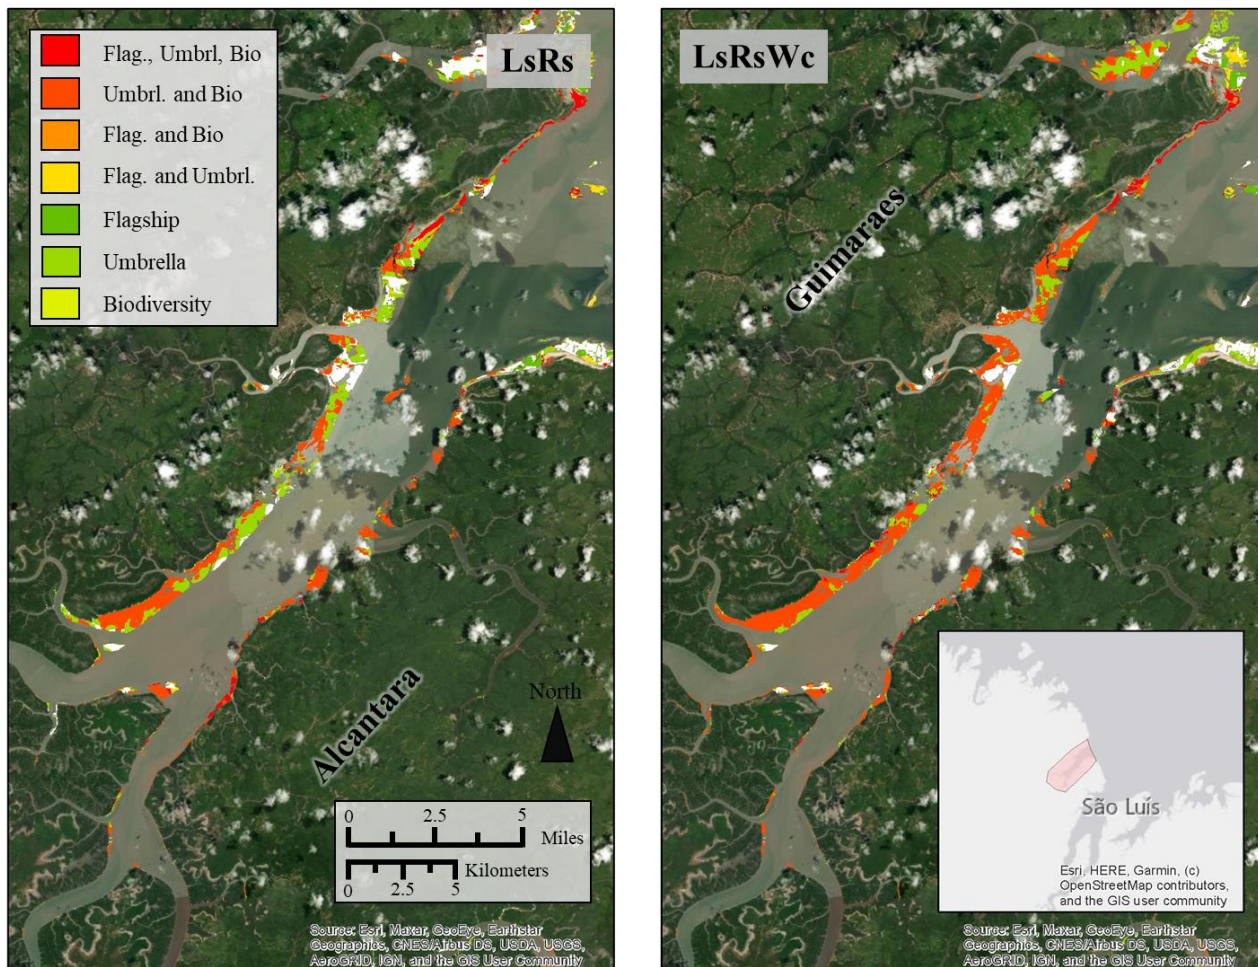 LsRs
Flag., Umbrl, Bio
Umbrl. and Bio
Flag. and Bio
Flag. and Umbrl.
Flagship
Umbrella
Biodiversity
North
Alcantara
0 2.5 5
Miles
Kilometers
0 2.5 5
Source: Esri, Maxar, GeoEye, Earthstar
Geographics, CNES/Airbus DS, USDA, USGS,
AeroGRID, IGN, and the GIS User Community
LsRsWc
Guimaraes
São Luís
Esri, HERE, Garmin, (c)
OpenStreetMap contributors,
and the GIS user community
Source: Esri, Maxar, GeoEye, Earthstar
Geographics, CNES/Airbus DS, USDA, USGS,
AeroGRID, IGN, and the GIS User Community